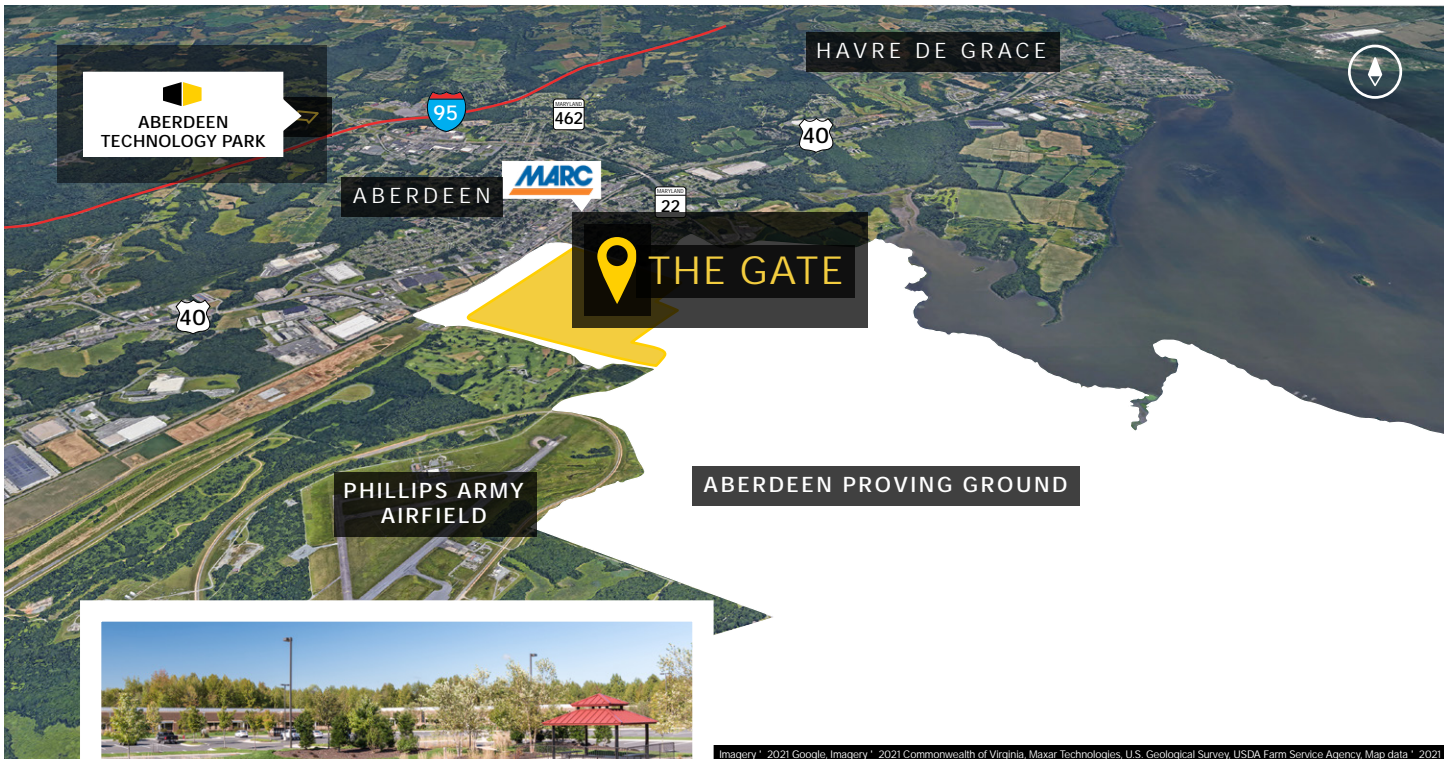 HAVRE DE GRACE
ABERDEEN
TECHNOLOGY PARK
95
MARYLAND
462
40
MARC
ABERDEEN
MARYLAND
22
THE GATE
40
PHILLIPS ARMY
AIRFIELD
ABERDEEN PROVING GROUND
Imagery ' 2021 Google, Imagery ' 2021 Commonwealth of Virginia, Maxar Technologies, U.S. Geological Survey, USDA Farm Service Agency, Map data ' 2021